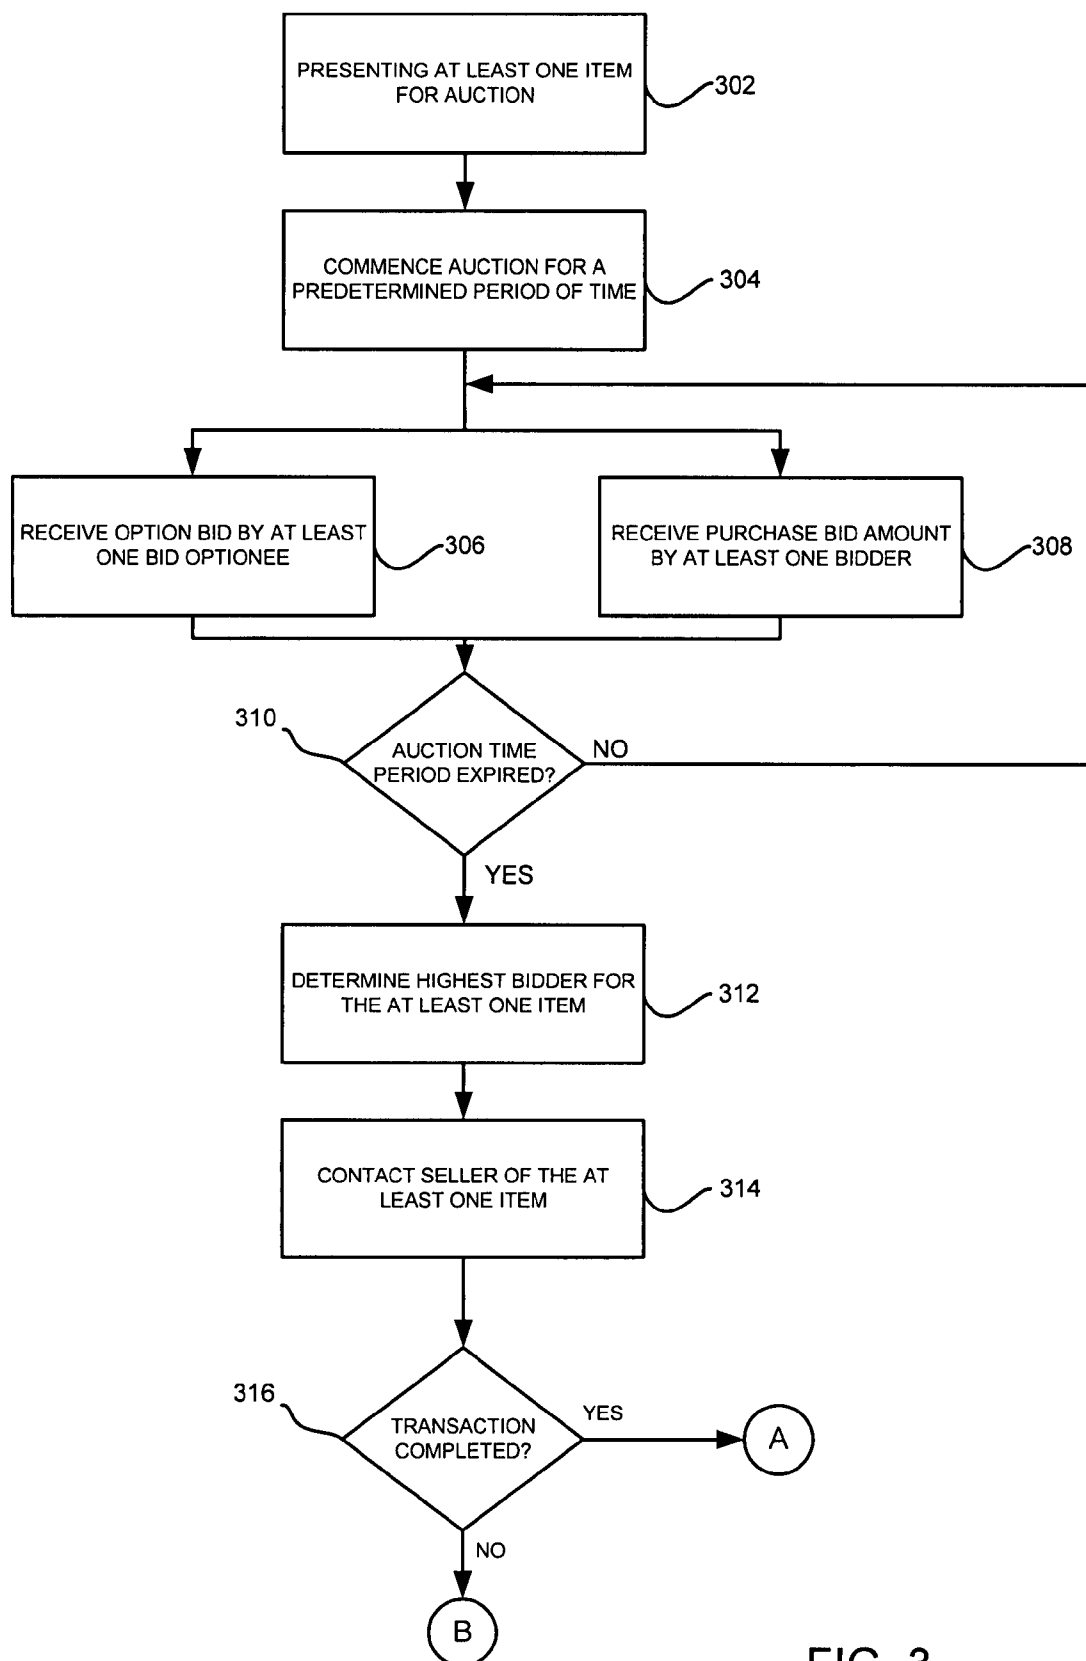 PRESENTING AT LEAST ONE ITEM
FOR AUCTION
302
COMMENCE AUCTION FOR A
PREDETERMINED PERIOD OF TIME
304
RECEIVE OPTION BID BY AT LEAST
ONE BID OPTIONEE
306
RECEIVE PURCHASE BID AMOUNT
BY AT LEAST ONE BIDDER
308
310
AUCTION TIME
PERIOD EXPIRED?
NO
YES
DETERMINE HIGHEST BIDDER FOR
THE AT LEAST ONE ITEM
312
CONTACT SELLER OF THE AT
LEAST ONE ITEM
314
316
TRANSACTION
COMPLETED?
YES
A
NO
B
FIG. 3